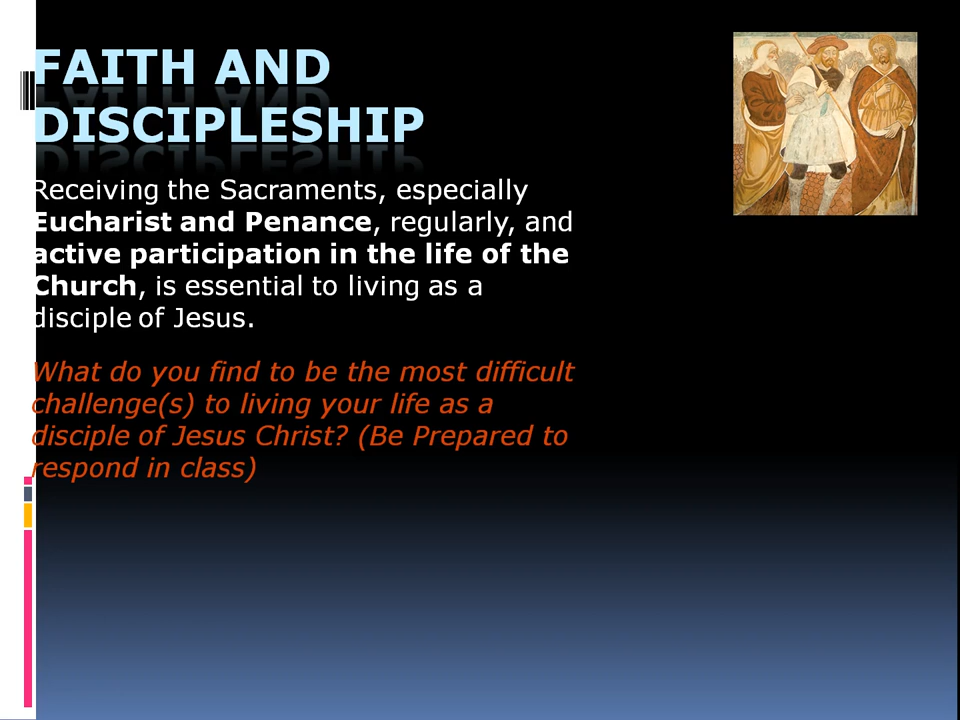 FAITH AND
DISCIPLESHIP
Receiving the Sacraments, especially
Eucharist and Penance, regularly, and
active participation in the life of the
Church, is essential to living as a
disciple of Jesus.
What do you find to be the most difficult
challenge(s) to living your life as a
disciple of Jesus Christ? (Be Prepared to
respond in class)